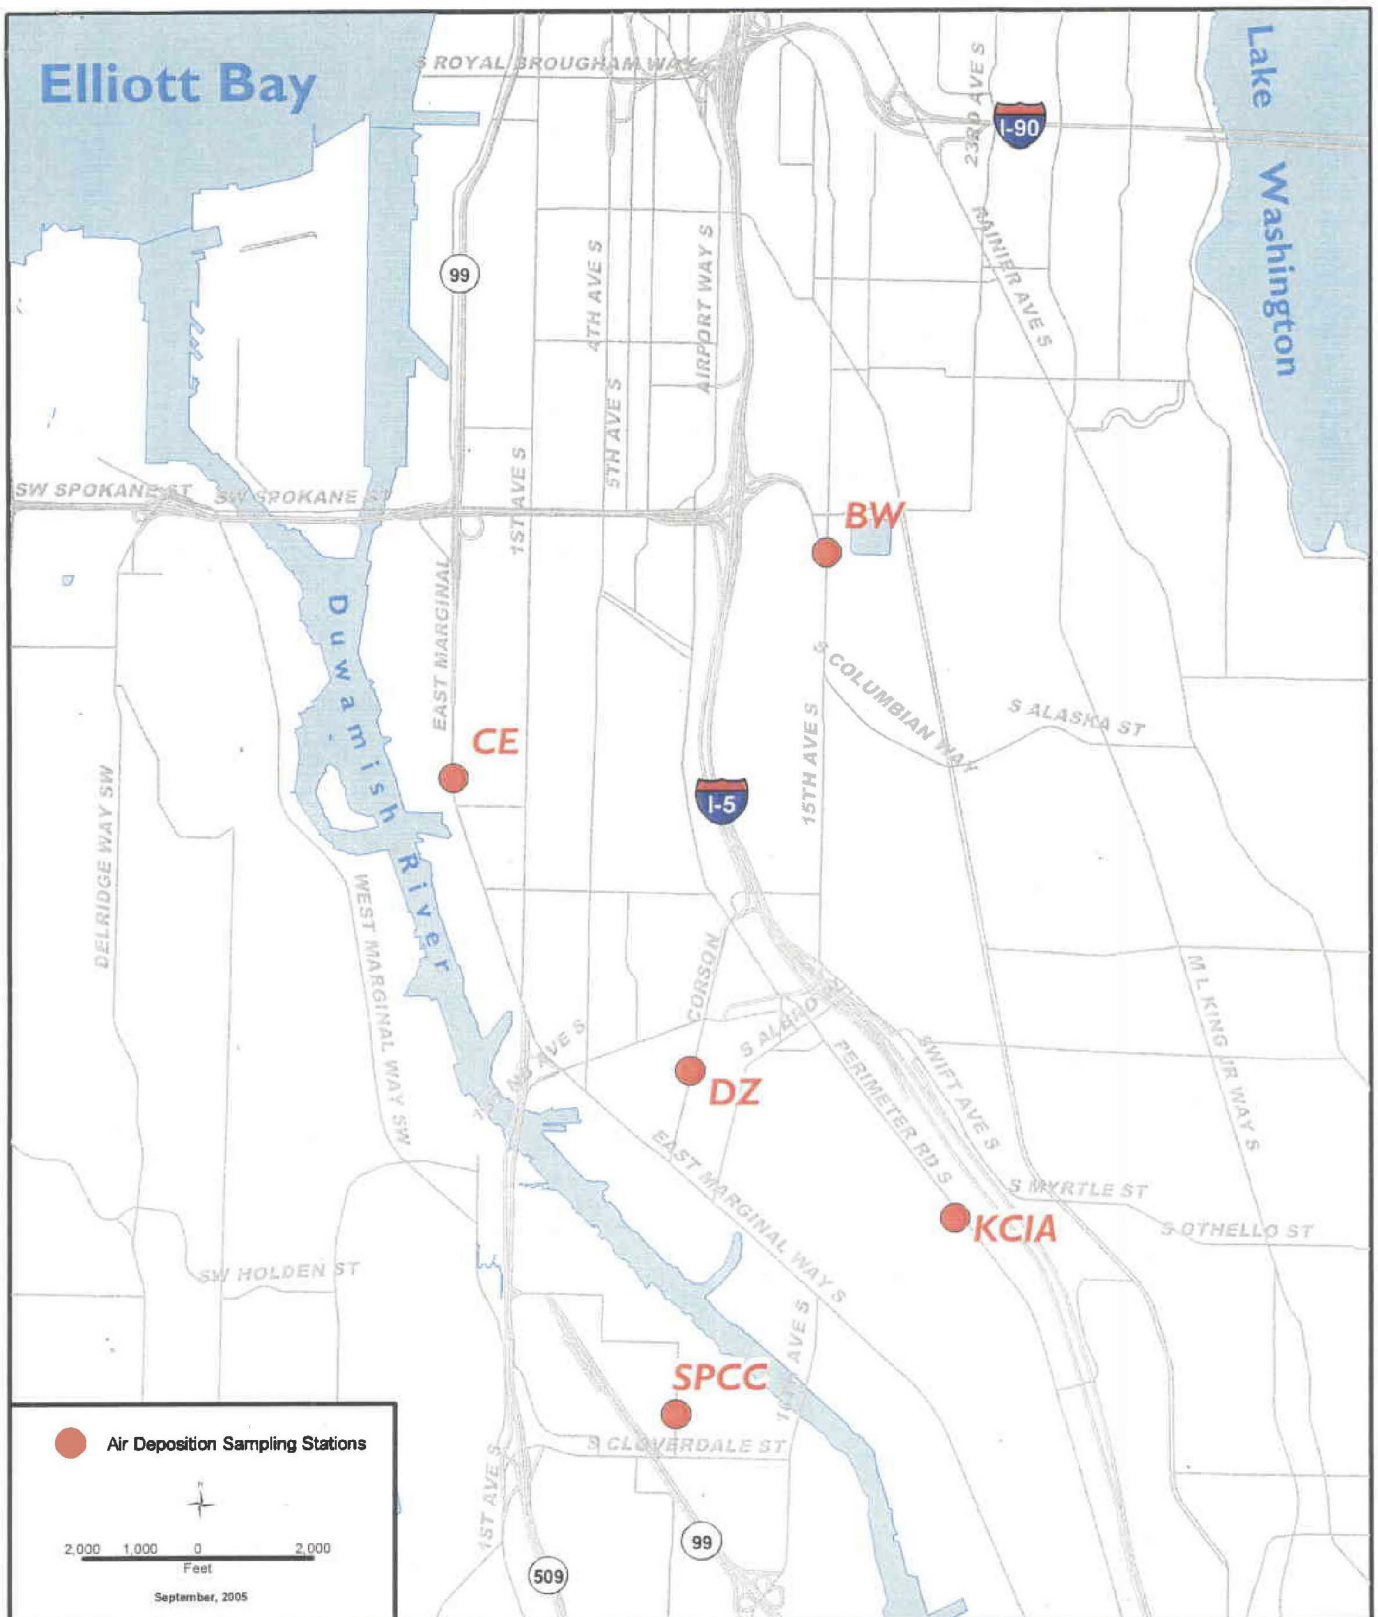 Elliott Bay
Lake Washington
S ROYAL BROUGHAM WAY
23RD AVE S
I-90
RAINIER AVE S
99
4TH AVE S
AIRPORT WAY S
5TH AVE S
1ST AVE S
SW SPOKANE ST
SW SPOKANE ST
BW
Duwamish River
EAST MARGINAL
CE
S COLUMBIAN WAY
S ALASKA ST
15TH AVE S
I-5
DELRIDGE WAY SW
WEST MARGINAL WAY SW
CORSON
S ALBRO
M L KING JR WAY S
AVE S
DZ
PERIMETER RD S
SWIFT AVE S
EAST MARGINAL WAY S
S MYRTLE ST
KCIA
S OTHELLO ST
SW HOLDEN ST
AVE S
SPCC
S CLOVERDALE ST
1ST AVE S
99
509
Air Deposition Sampling Stations
N
2,000 1,000 0 2,000
Feet
September, 2005